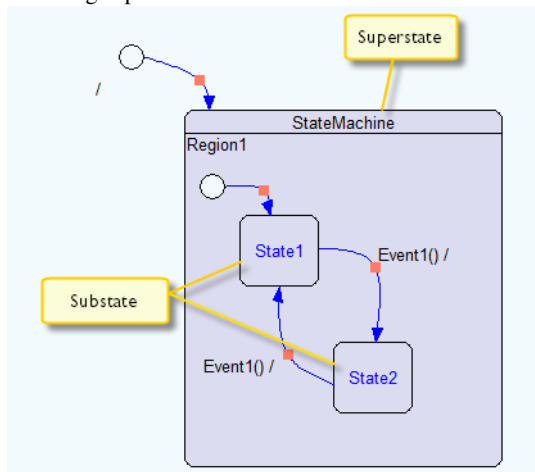 Superstate
/
StateMachine
Region1
State1
Event1() /
Substate
Event1() /
State2